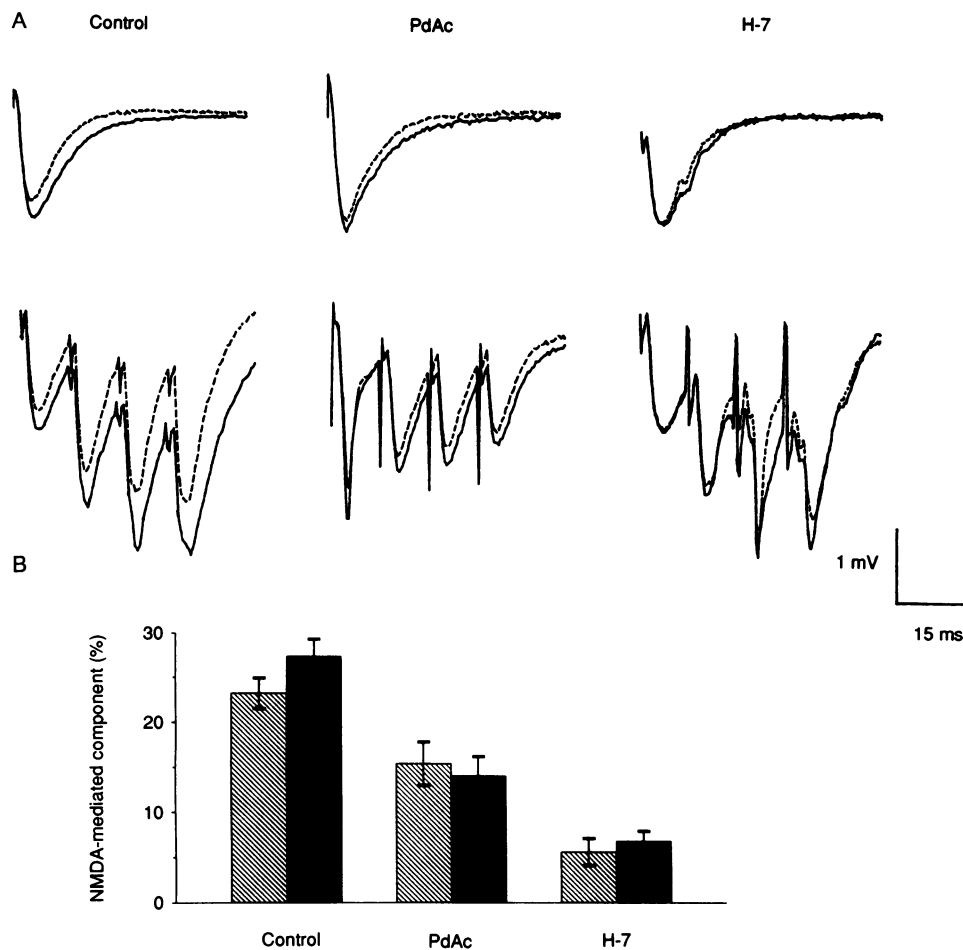 A
Control
PdAc
H-7
1 mV
15 ms
B
NMDA-mediated component (%)
30
20
10
0
Control
PdAc
H-7